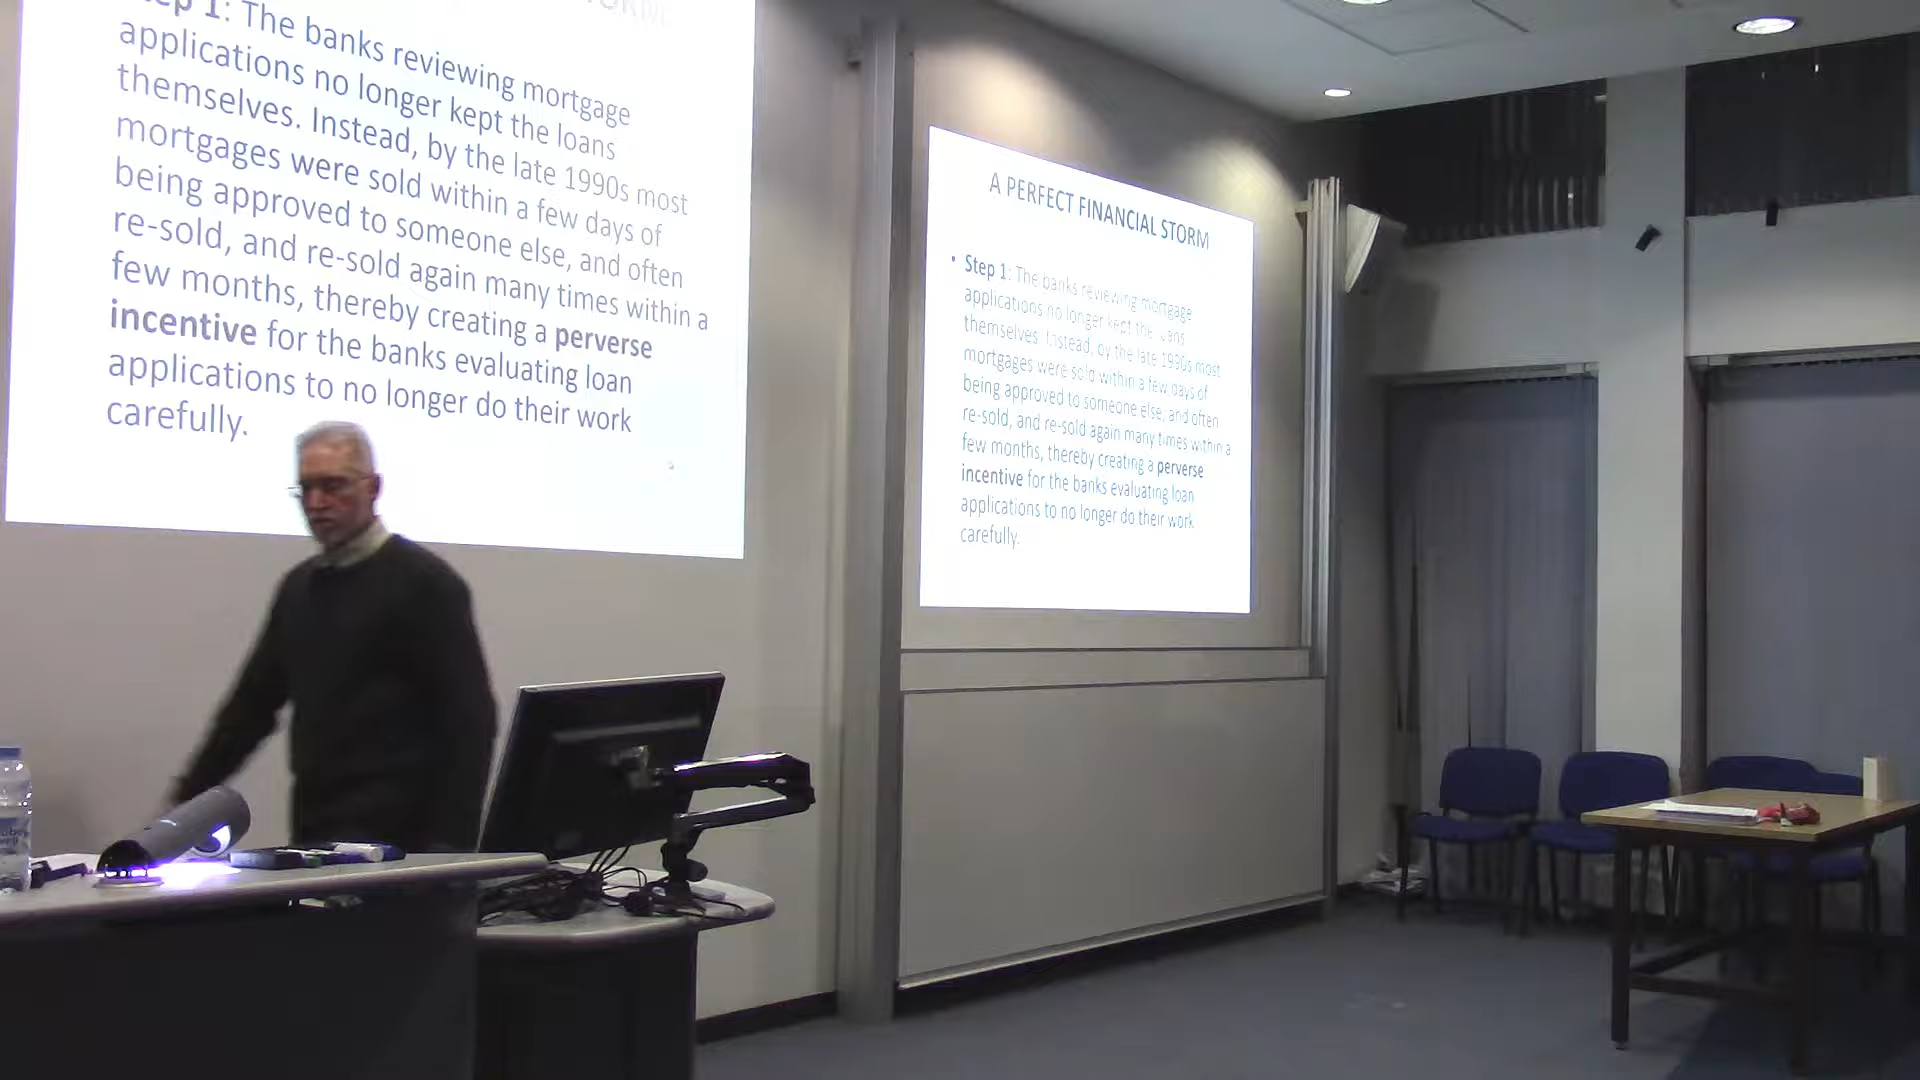 ep 1: The banks reviewing mortgage
applications no longer kept the loans
themselves. Instead, by the late 1990s most
mortgages were sold within a few days of
being approved to someone else, and often
re-sold, and re-sold again many times within a
few months, thereby creating a perverse
incentive for the banks evaluating loan
applications to no longer do their work
carefully.
A PERFECT FINANCIAL STORM
• Step 1: The banks reviewing mortgage
applications no longer kept the loans
themselves. Instead, by the late 1990s most
mortgages were sold within a few days of
being approved to someone else, and often
re-sold, and re-sold again many times within a
few months, thereby creating a perverse
incentive for the banks evaluating loan
applications to no longer do their work
carefully.